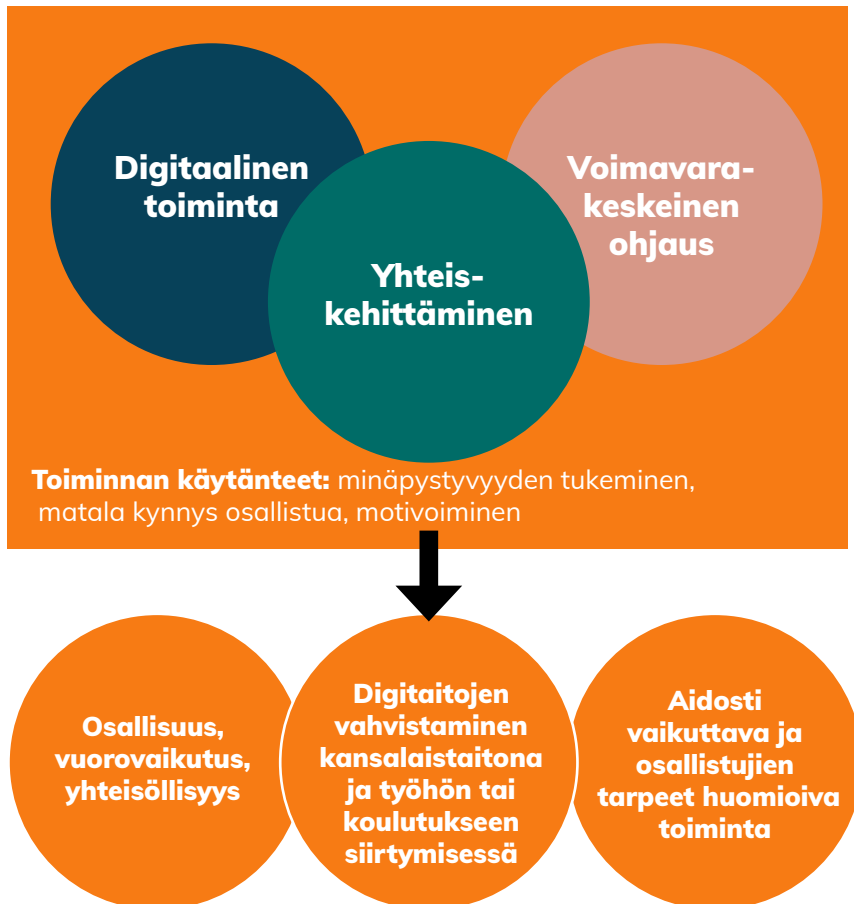 Digitaalinen
toiminta
Voimavara-
keskeinen
ohjaus
Yhteis-
kehittäminen
Toiminnan käytänteet: minäpystyvyyden tukeminen,
matala kynnys osallistua, motivoiminen
Osallisuus,
vuorovaikutus,
yhteisöllisyys
Digitaitojen
vahvistaminen
kansalaistaitona
ja työhön tai
koulutukseen
siirtymisessä
Aidosti
vaikuttava ja
osallistujien
tarpeet huomioiva
toiminta